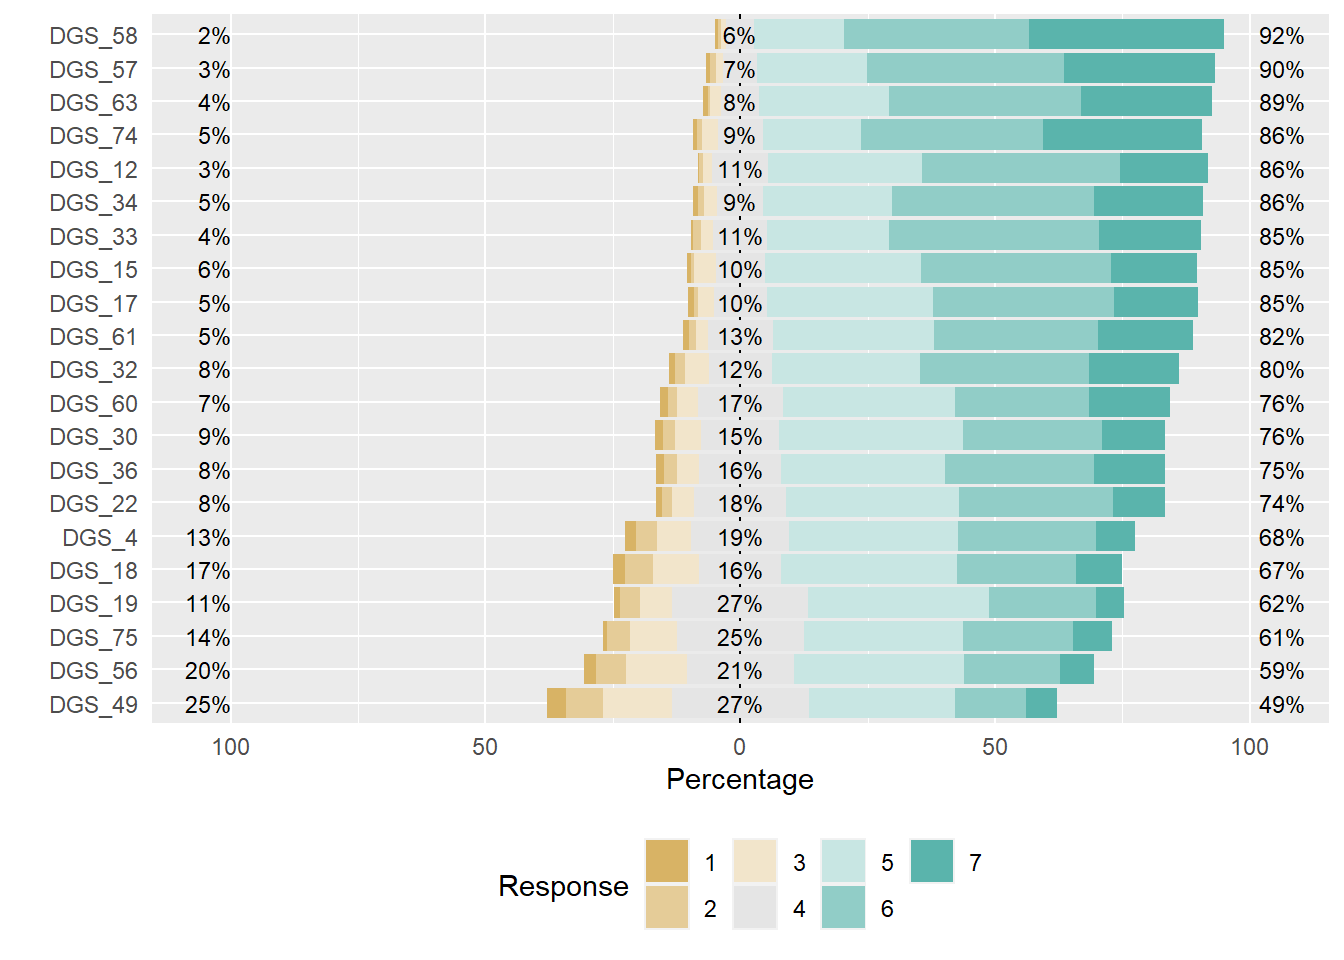 DGS_58 2% 6% 92%
DGS_57 3% 7% 90%
DGS_63 4% 8% 89%
DGS_74 5% 9% 86%
DGS_12 3% 11% 86%
DGS_34 5% 9% 86%
DGS_33 4% 11% 85%
DGS_15 6% 10% 85%
DGS_17 5% 10% 85%
DGS_61 5% 13% 82%
DGS_32 8% 12% 80%
DGS_60 7% 17% 76%
DGS_30 9% 15% 76%
DGS_36 8% 16% 75%
DGS_22 8% 18% 74%
DGS_4 13% 19% 68%
DGS_18 17% 16% 67%
DGS_19 11% 27% 62%
DGS_75 14% 25% 61%
DGS_56 20% 21% 59%
DGS_49 25% 27% 49%
100 50 0 50 100
Percentage
Response
1 3 5 7
2 4 6